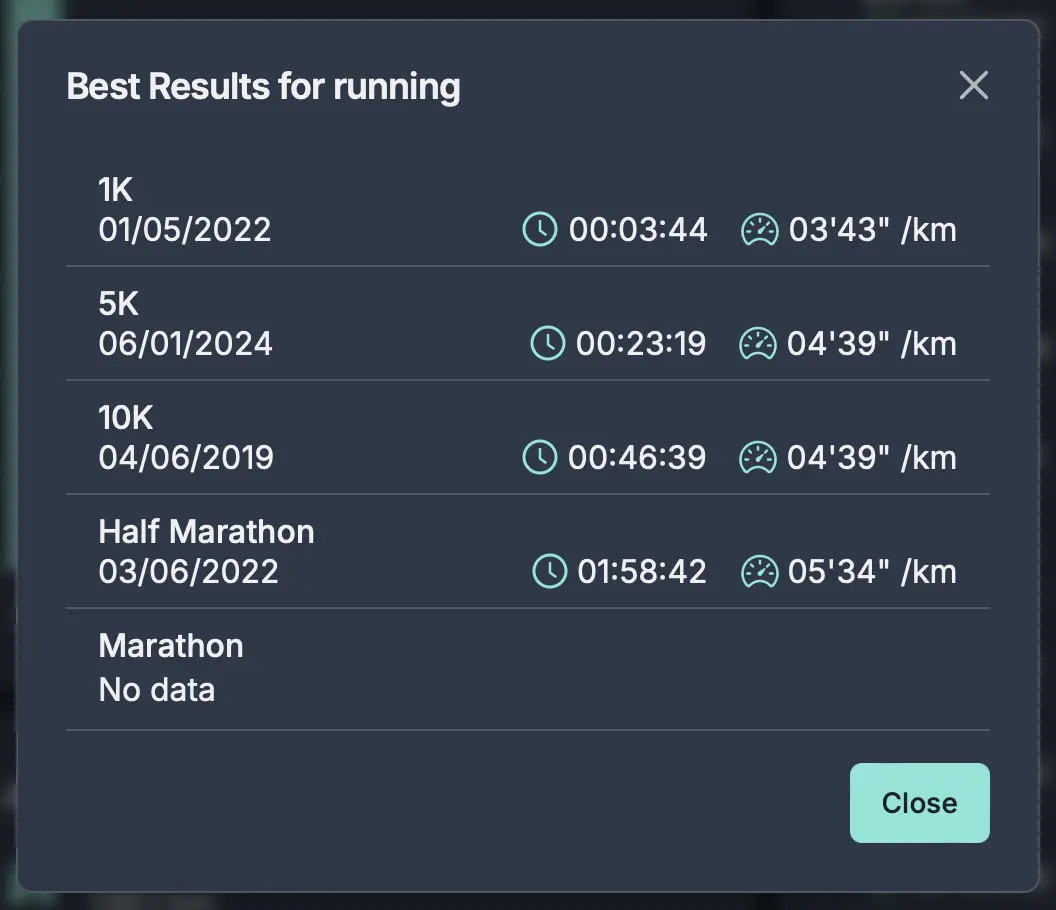 Best Results for running
1K
01/05/2022 00:03:44 03'43" /km
5K
06/01/2024 00:23:19 04'39" /km
10K
04/06/2019 00:46:39 04'39" /km
Half Marathon
03/06/2022 01:58:42 05'34" /km
Marathon
No data
Close